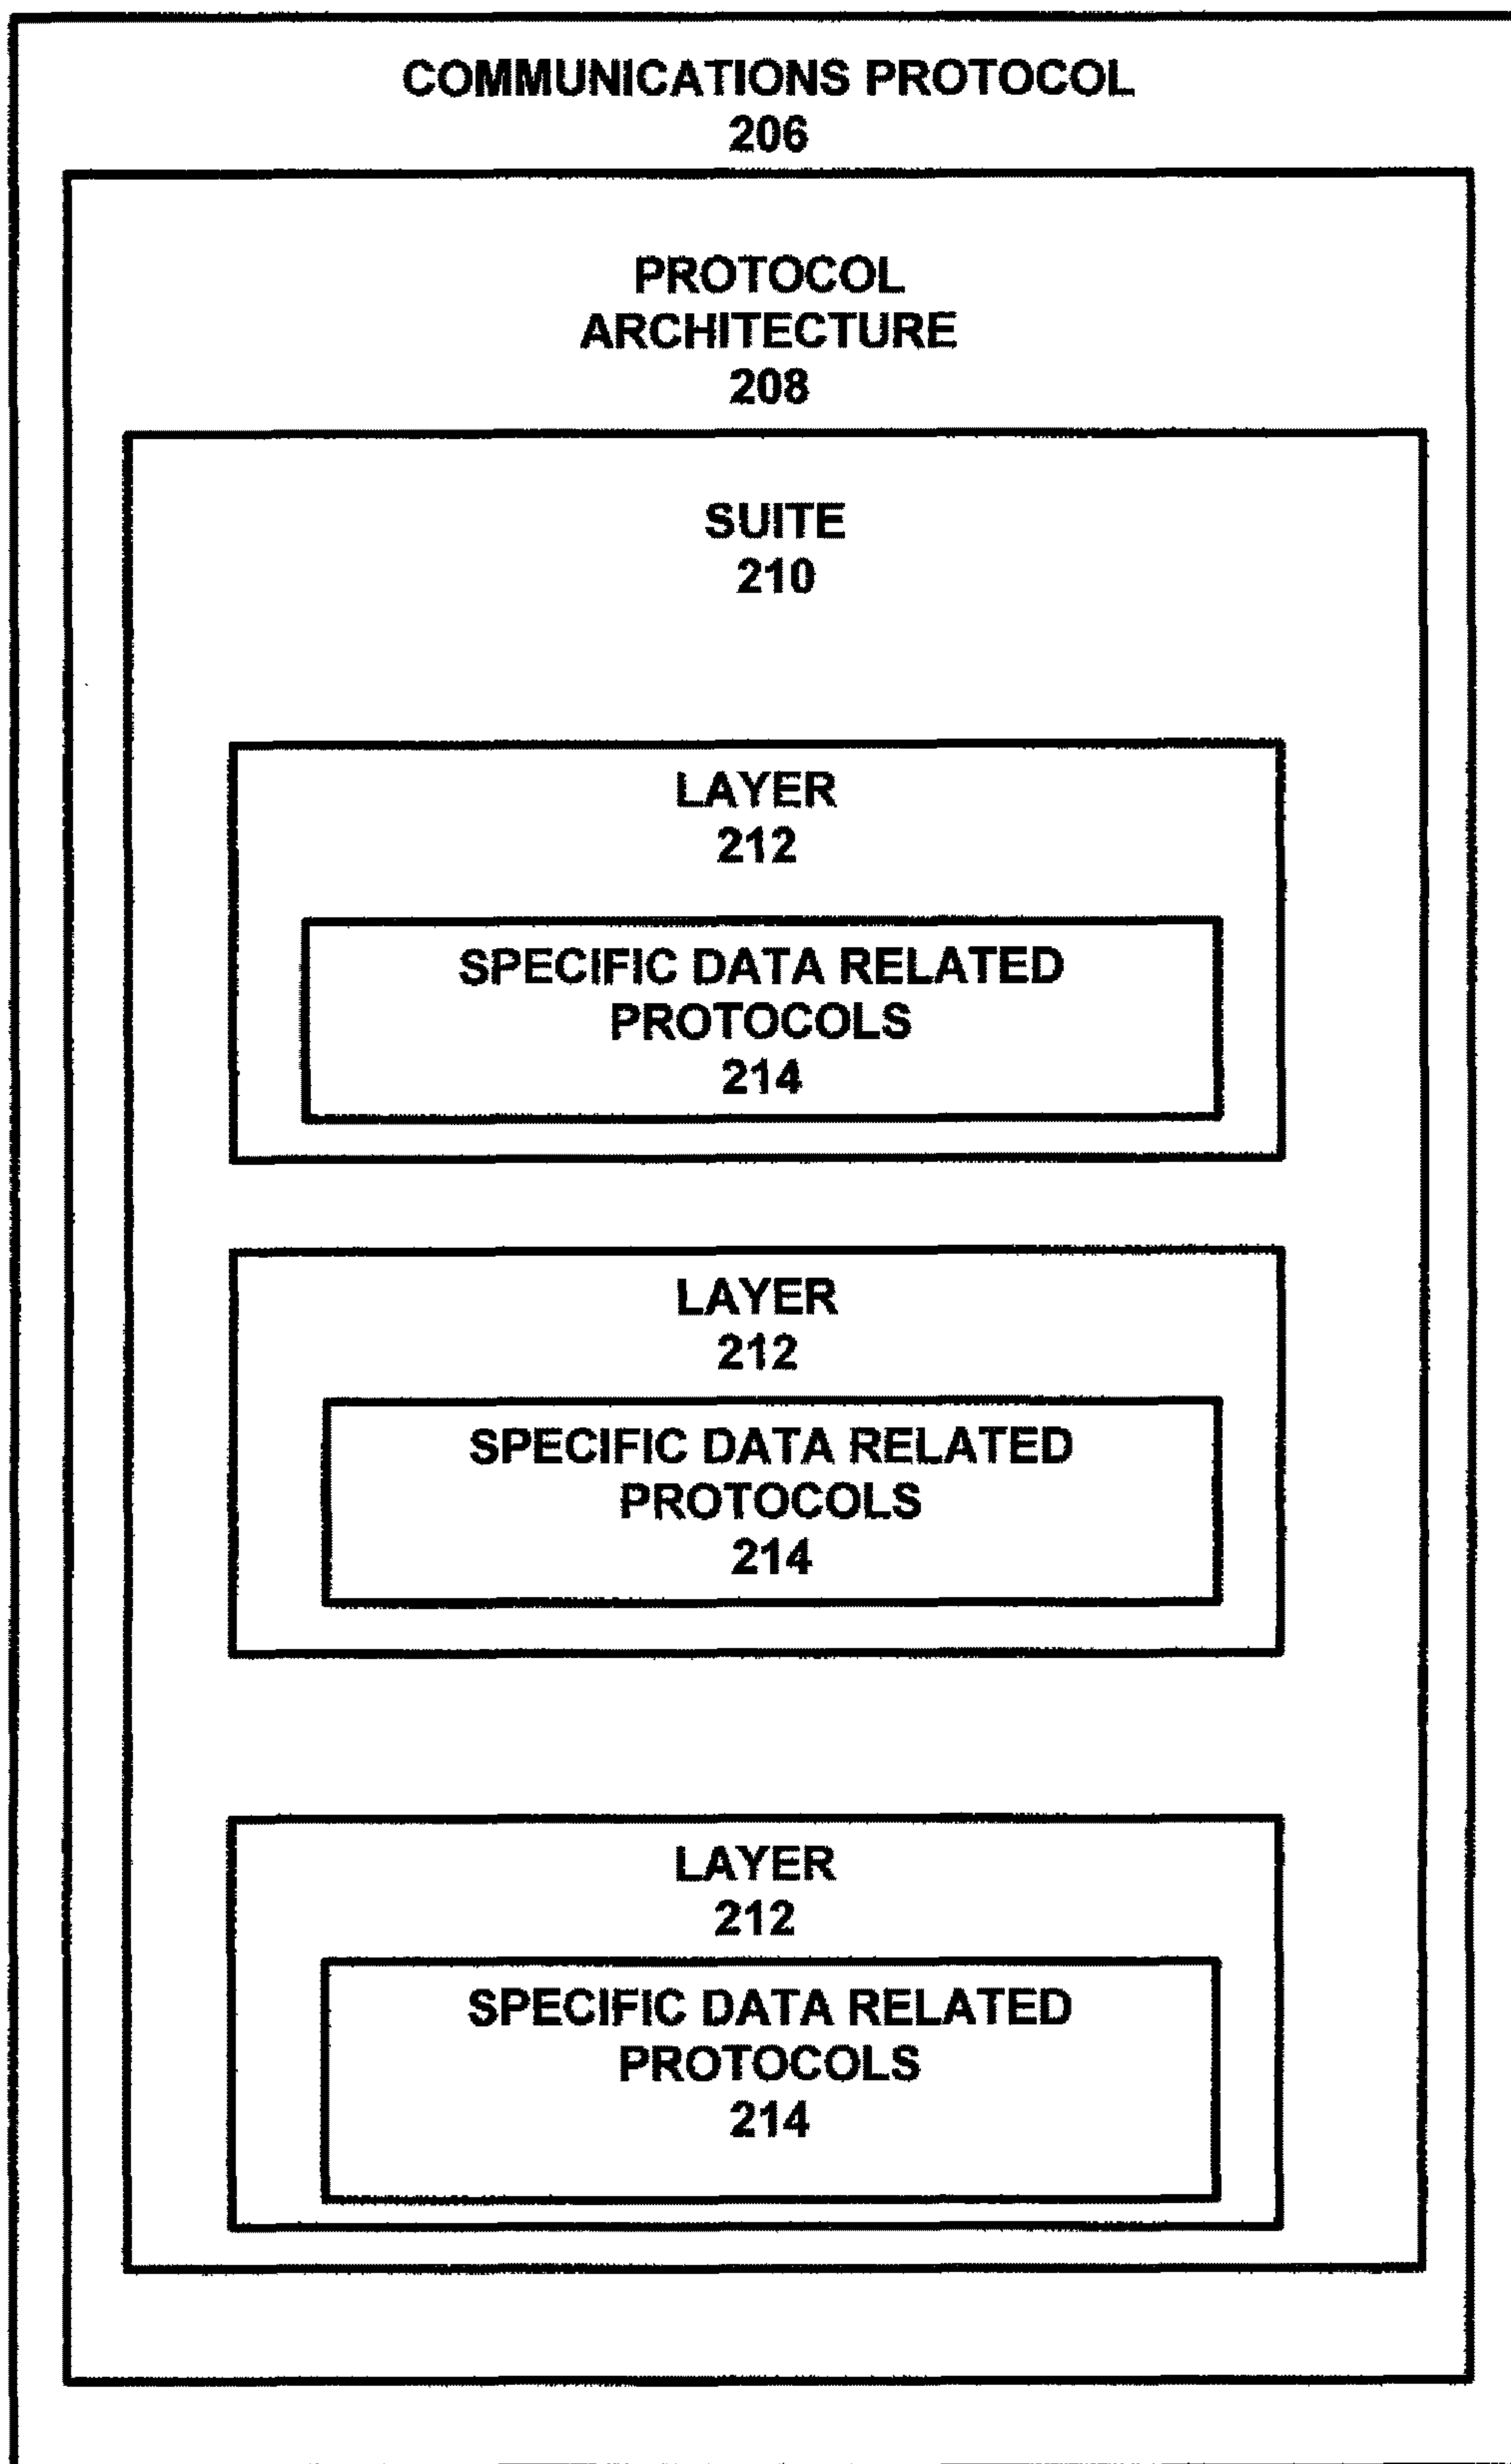 COMMUNICATIONS PROTOCOL
206
PROTOCOL
ARCHITECTURE
208
SUITE
210
LAYER
212
SPECIFIC DATA RELATED
PROTOCOLS
214
LAYER
212
SPECIFIC DATA RELATED
PROTOCOLS
214
LAYER
212
SPECIFIC DATA RELATED
PROTOCOLS
214